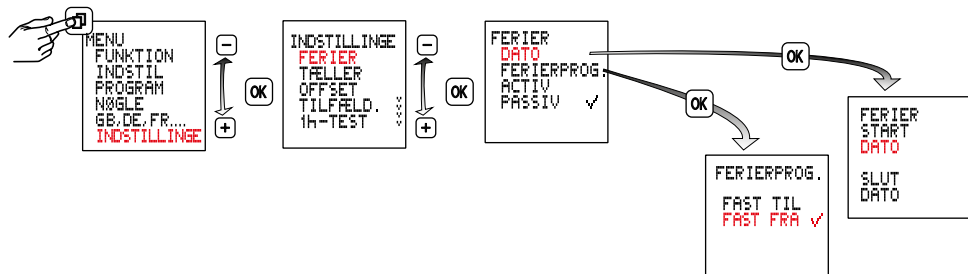 MENU
FUNKTION
INDSTIL
PROGRAM
NØGLE
GB,DE,FR....
INDSTILLINGE
−
OK
+
INDSTILLINGE
FERIER
TÆLLER
OFFSET
TILFÆLD.
1h-TEST
−
OK
+
FERIER
DATO
FERIERPROG.
ACTIV
PASSIV ✓
OK
OK
FERIERPROG.
FAST TIL
FAST FRA ✓
FERIER
START
DATO
SLUT
DATO